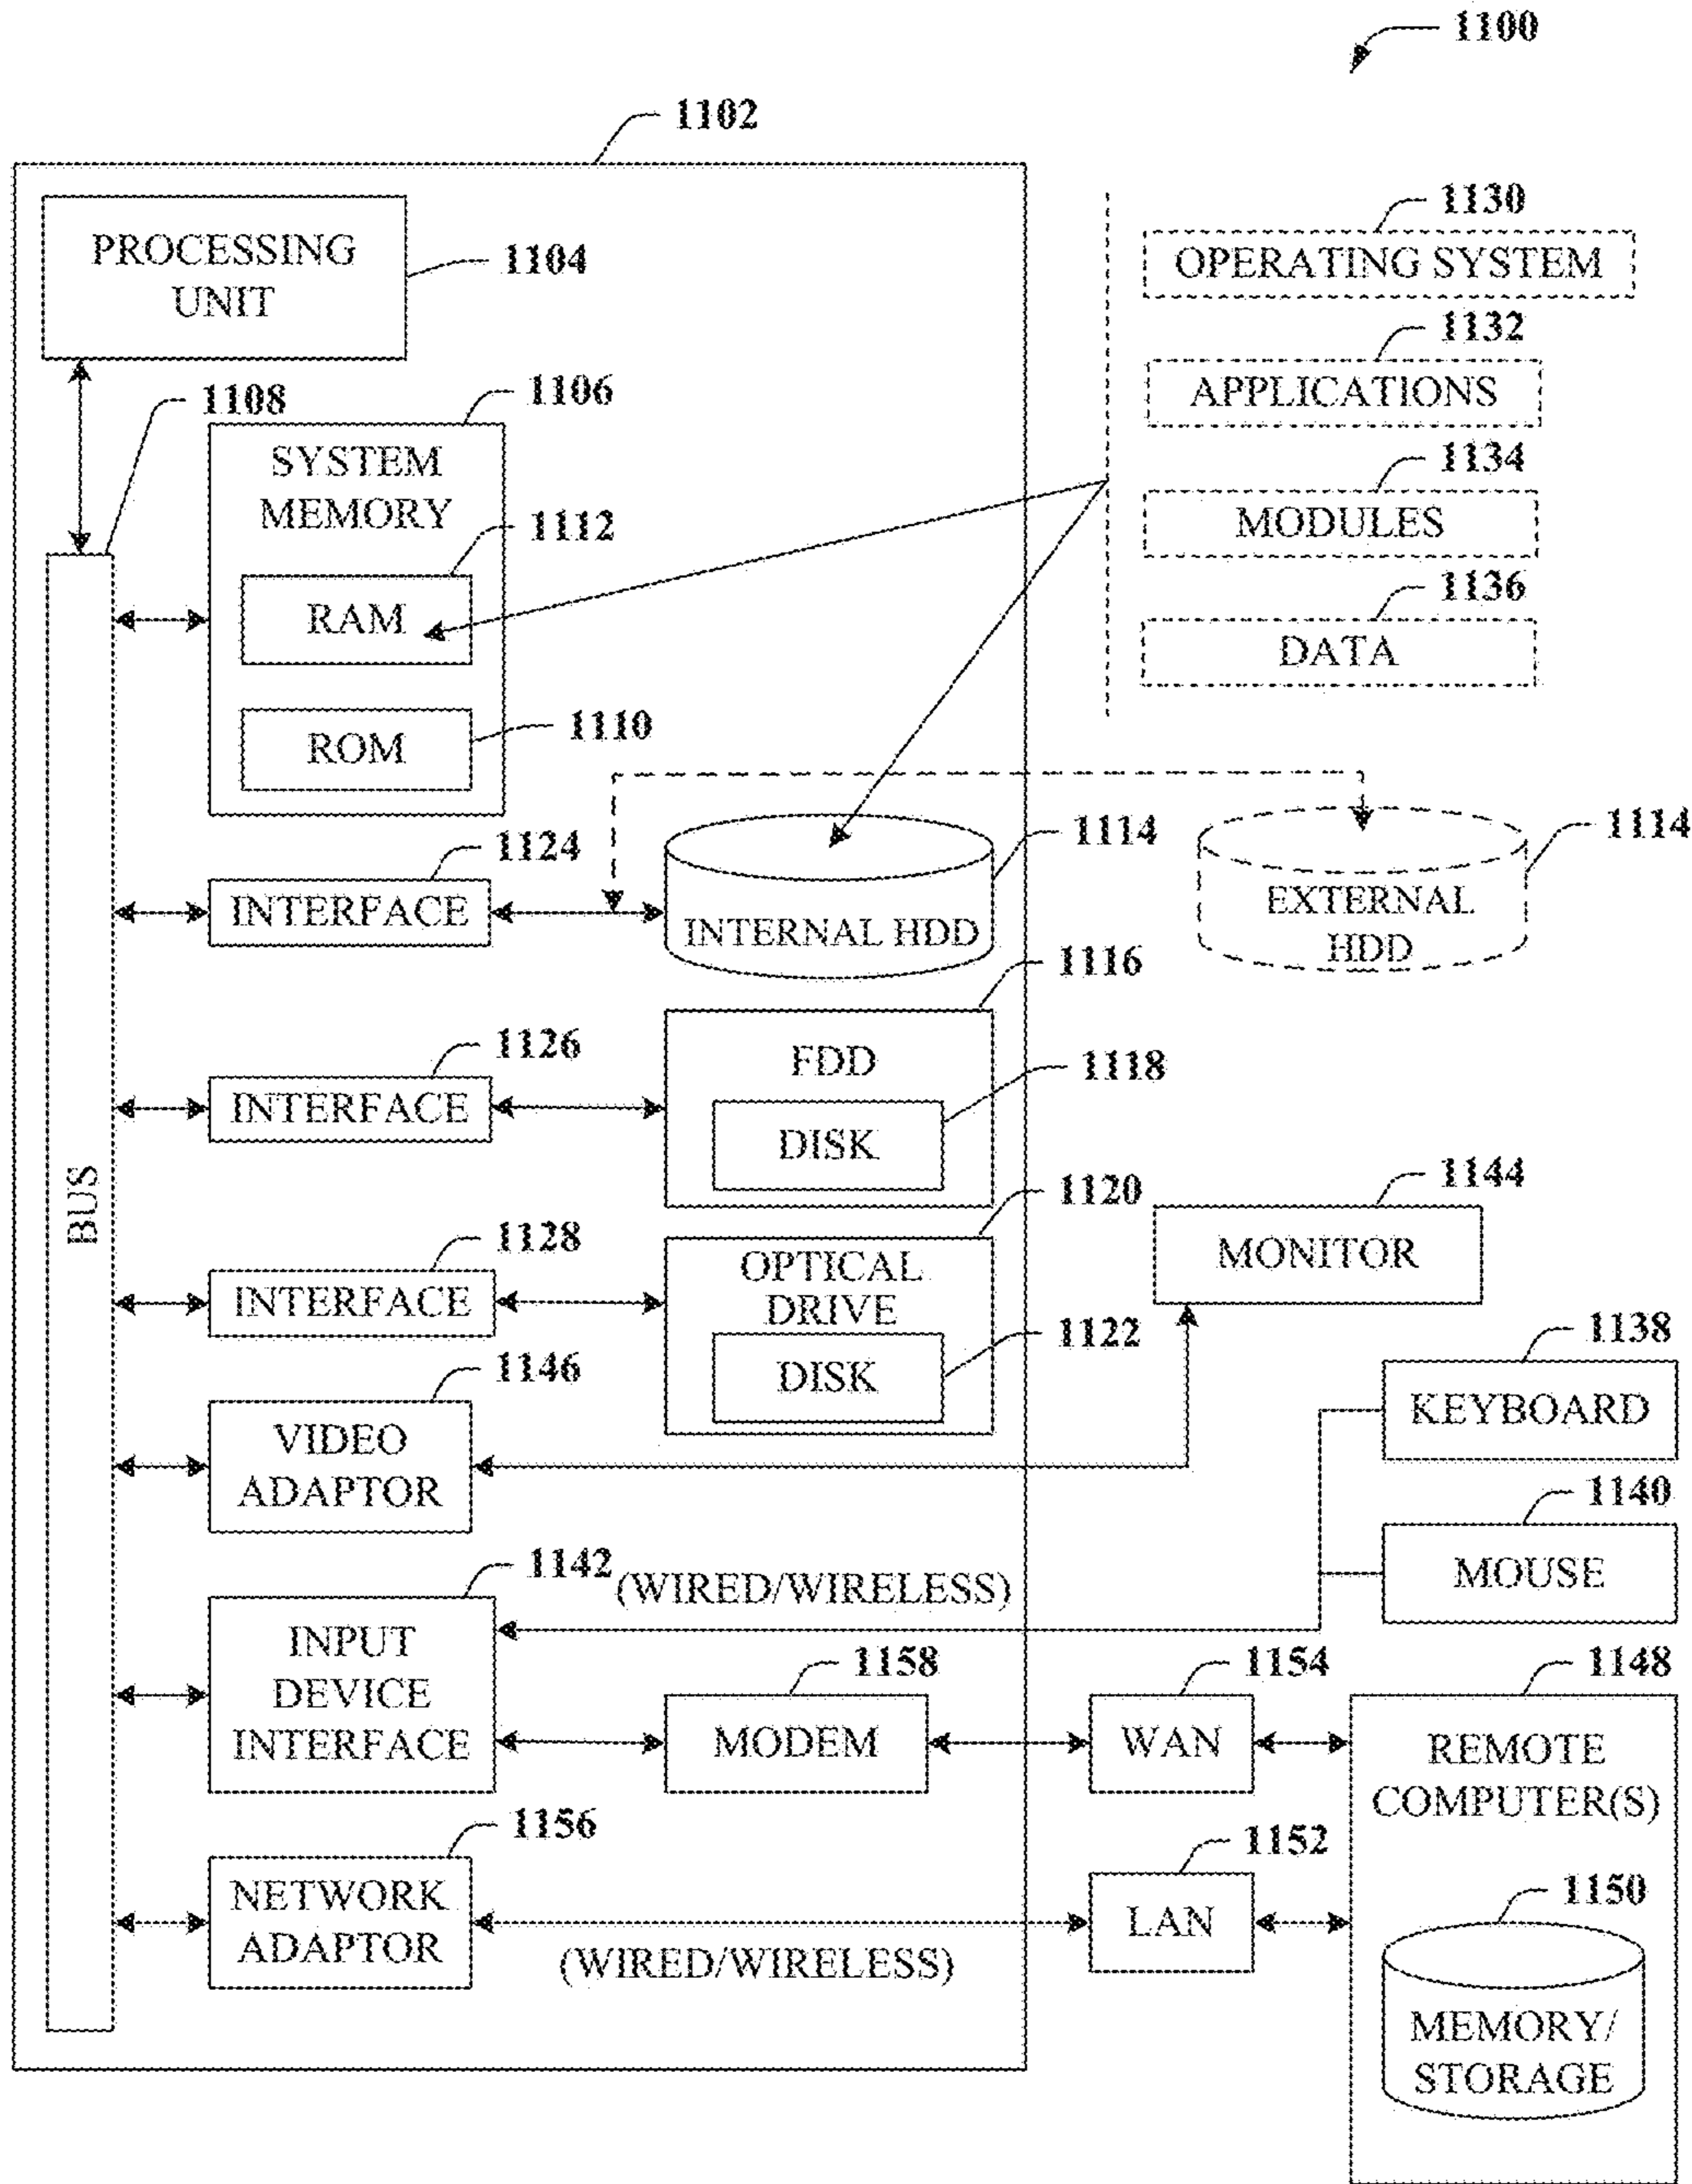 1100
1102
PROCESSING
UNIT
1104
1108
1106
SYSTEM
MEMORY
1112
RAM
1110
ROM
1130
OPERATING SYSTEM
1132
APPLICATIONS
1134
MODULES
1136
DATA
BUS
1124
INTERFACE
1114
INTERNAL HDD
1114
EXTERNAL
HDD
1126
INTERFACE
1116
FDD
1118
DISK
1128
INTERFACE
1120
OPTICAL
DRIVE
1122
DISK
1144
MONITOR
1146
VIDEO
ADAPTOR
1138
KEYBOARD
1140
MOUSE
1142
(WIRED/WIRELESS)
INPUT
DEVICE
INTERFACE
1158
MODEM
1154
WAN
1148
REMOTE
COMPUTER(S)
1156
NETWORK
ADAPTOR
(WIRED/WIRELESS)
1152
LAN
1150
MEMORY/
STORAGE